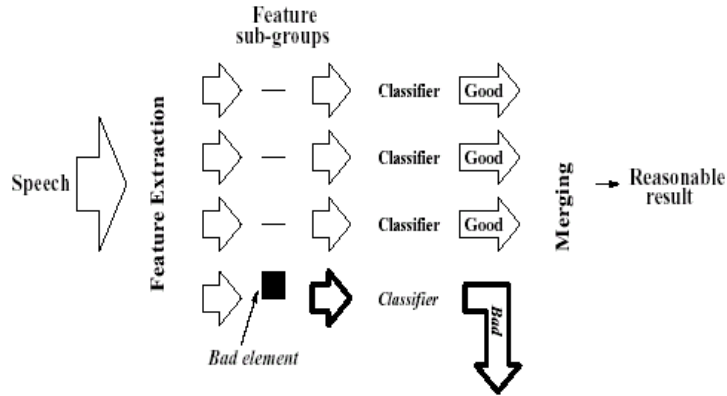 Feature
sub-groups
Speech
Feature Extraction
Classifier
Good
Classifier
Good
Classifier
Good
Classifier
Bad
Bad element
Merging
Reasonable
result